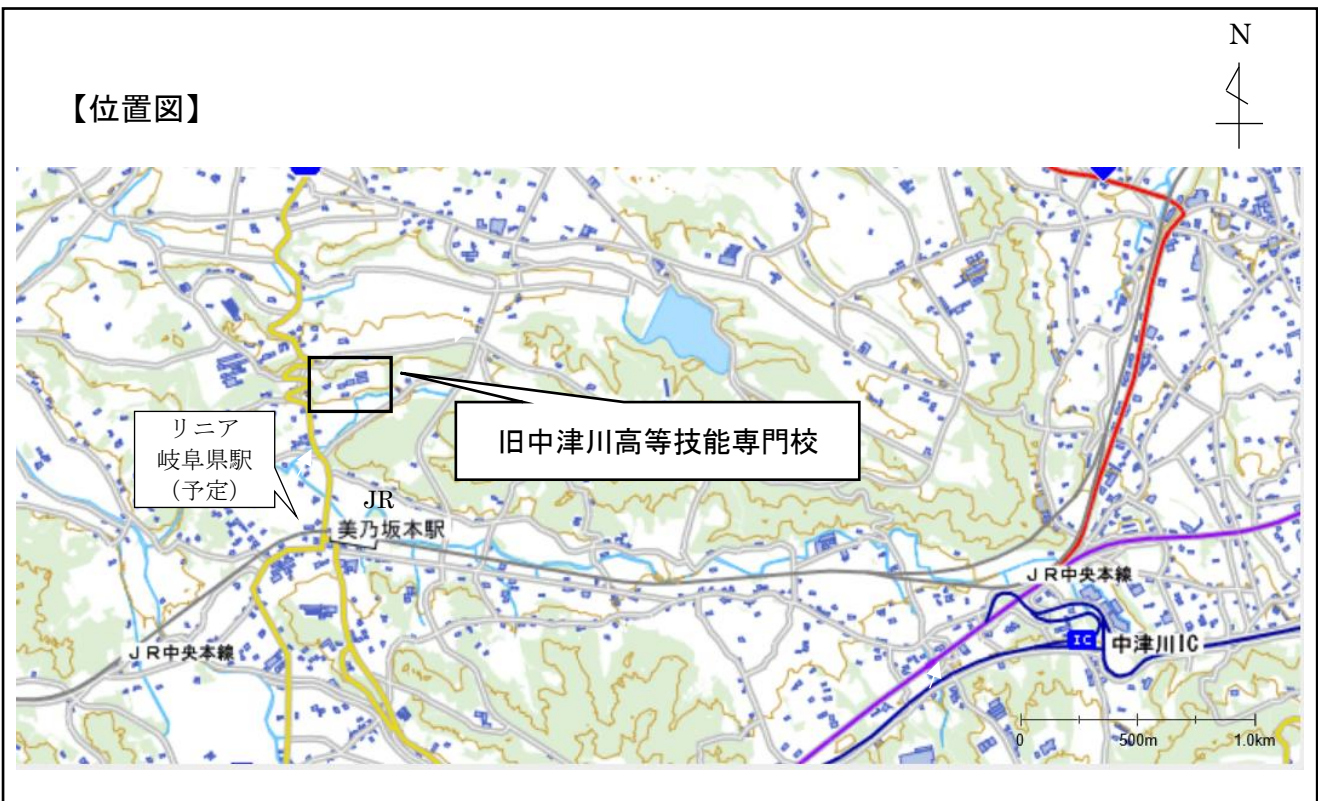 N
【位置図】
旧中津川高等技能専門校
リニア
岐阜県駅
（予定）
JR
美乃坂本駅
ＪＲ中央本線
ＪＲ中央本線
IC
中津川IC
0
500m
1.0km